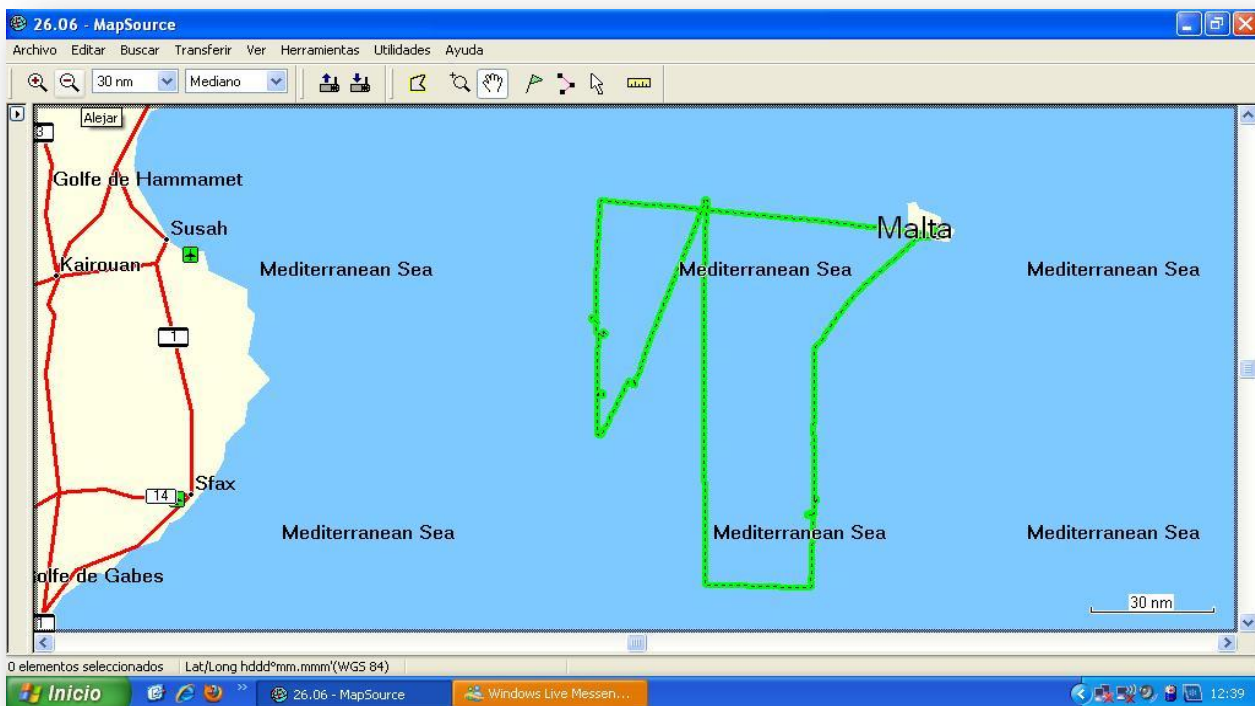 26.06 - MapSource
Archivo Editar Buscar Transferir Ver Herramientas Utilidades Ayuda
30 nm Mediano
Alejar
3
Golfe de Hammamet
Susah
Malta
Kairouan
Mediterranean Sea Mediterranean Sea Mediterranean Sea
1
Sfax
14
Mediterranean Sea Mediterranean Sea Mediterranean Sea
olfe de Gabes
30 nm
1
0 elementos seleccionados Lat/Long hddd°mm.mmm'(WGS 84)
Inicio » 26.06 - MapSource Windows Live Messen... 12:39